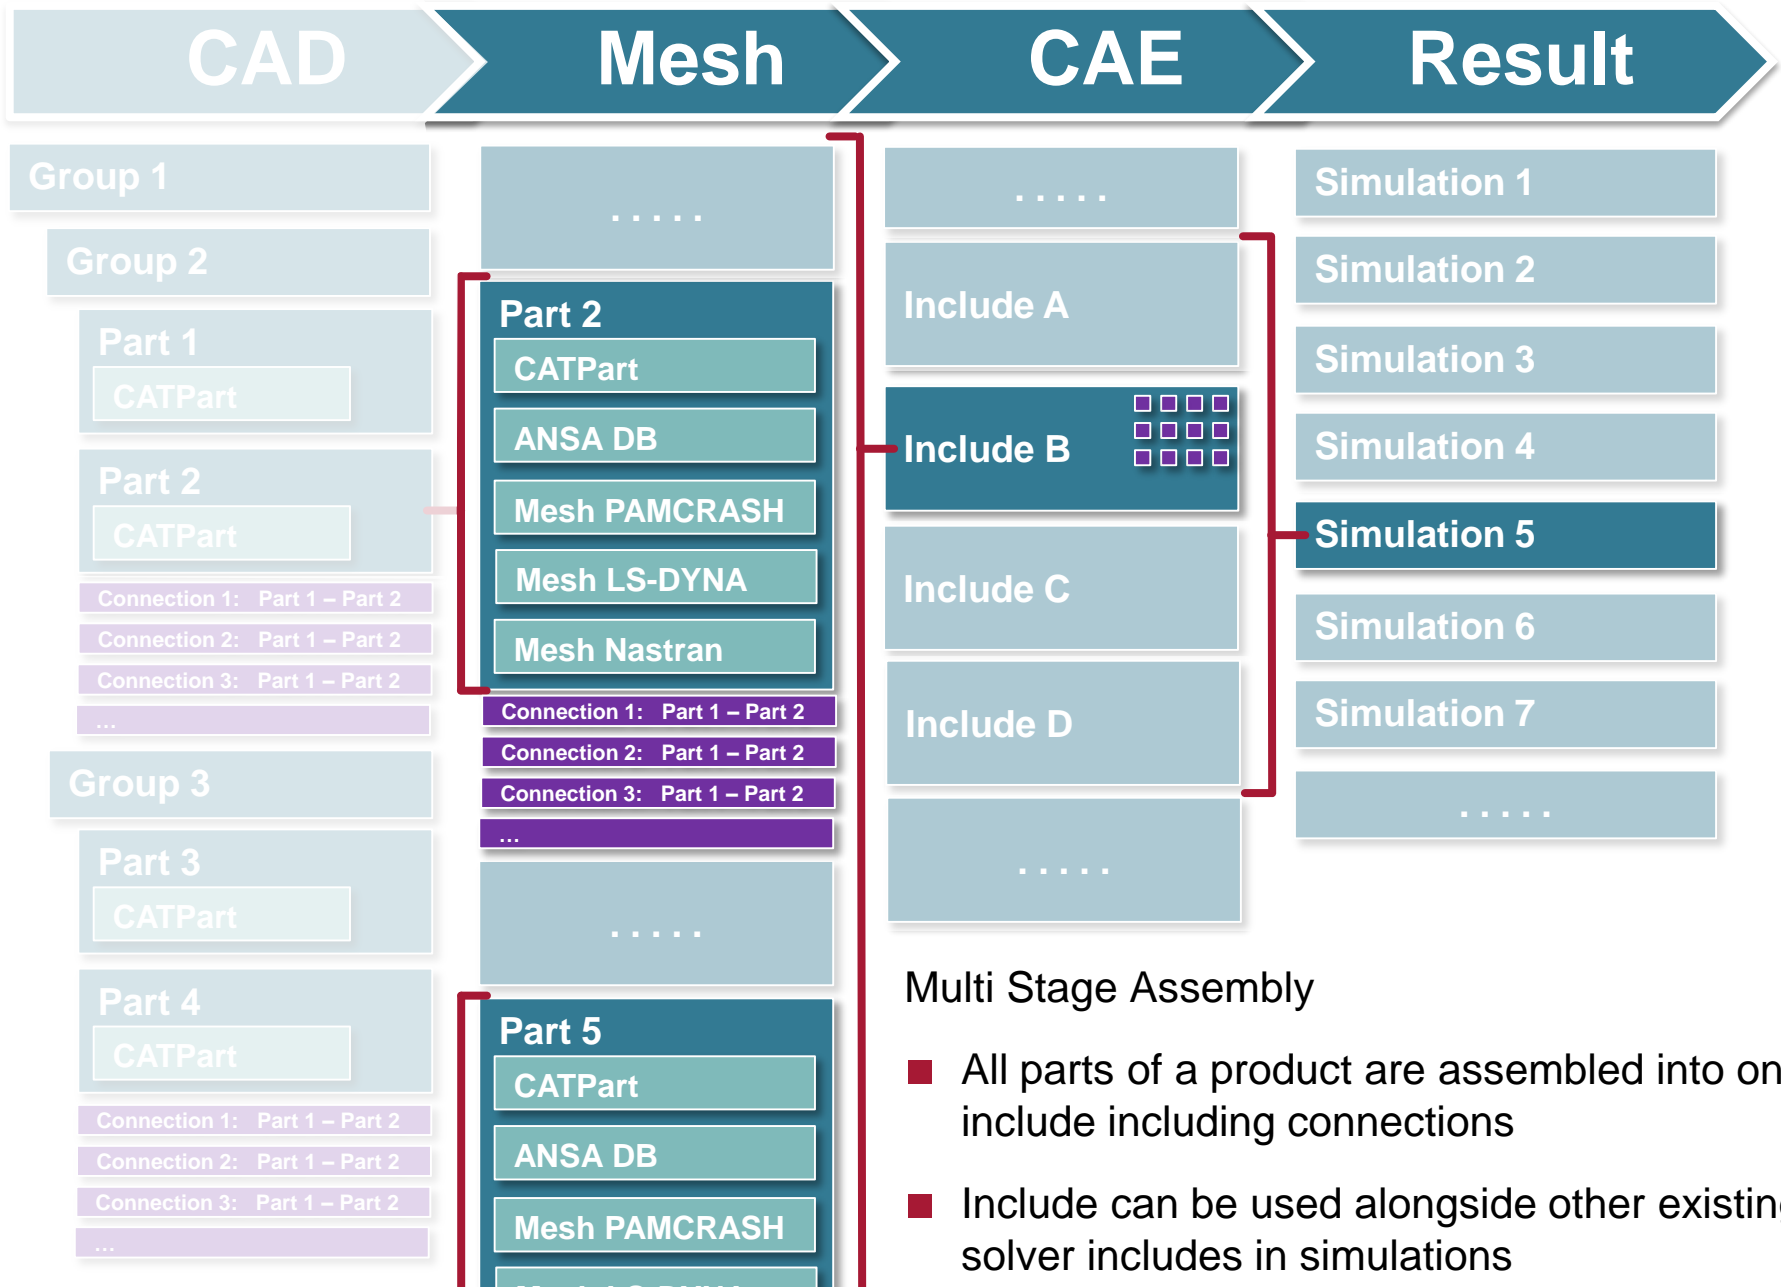 CAD
Mesh
CAE
Result
Group 1
Group 2
Part 1
CATPart
Part 2
CATPart
Connection 1: Part 1 – Part 2
Connection 2: Part 1 – Part 2
Connection 3: Part 1 – Part 2
...
Group 3
Part 3
CATPart
Part 4
CATPart
Connection 1: Part 1 – Part 2
Connection 2: Part 1 – Part 2
Connection 3: Part 1 – Part 2
...
. . . . .
Part 2
CATPart
ANSA DB
Mesh PAMCRASH
Mesh LS-DYNA
Mesh Nastran
Connection 1: Part 1 – Part 2
Connection 2: Part 1 – Part 2
Connection 3: Part 1 – Part 2
...
. . . . .
Part 5
CATPart
ANSA DB
Mesh PAMCRASH
. . . . .
Include A
Include B
Include C
Include D
. . . . .
Simulation 1
Simulation 2
Simulation 3
Simulation 4
Simulation 5
Simulation 6
Simulation 7
. . . . .
Multi Stage Assembly
All parts of a product are assembled into on
include including connections
Include can be used alongside other existing
solver includes in simulations